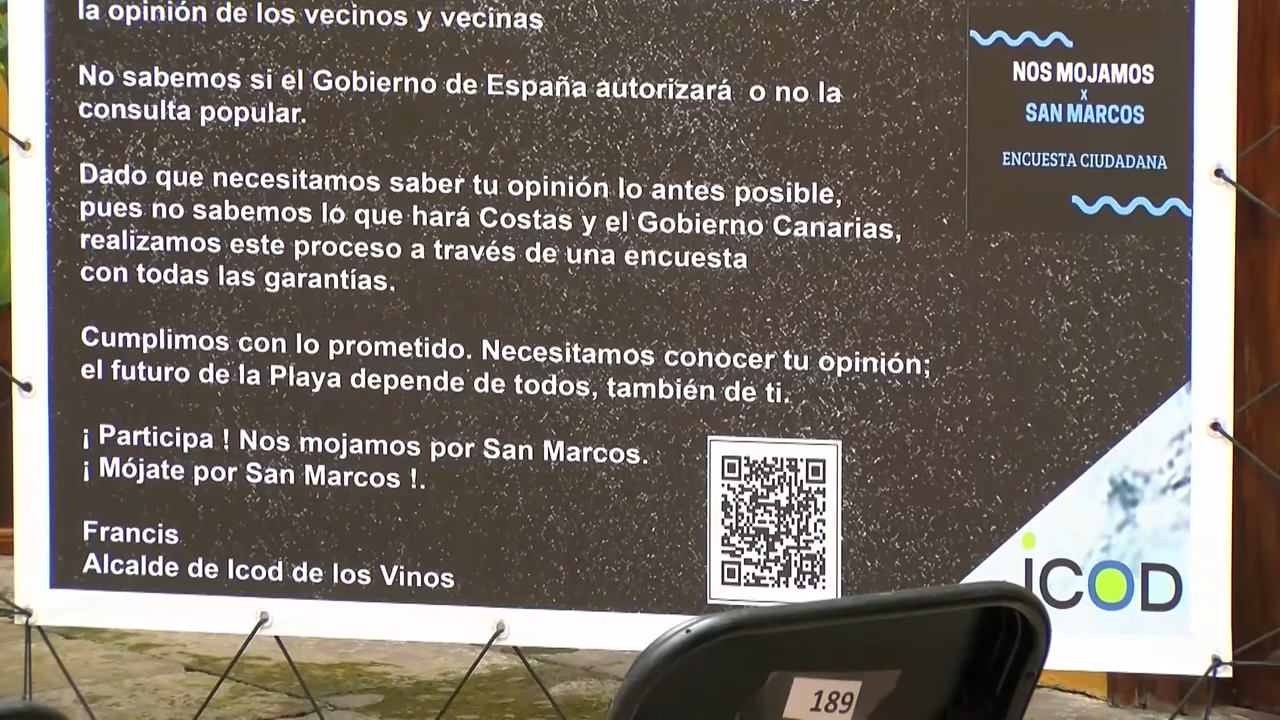 la opinión de los vecinos y vecinas
No sabemos si el Gobierno de España autorizará o no la
consulta popular.
Dado que necesitamos saber tu opinión lo antes posible,
pues no sabemos lo que hará Costas y el Gobierno Canarias,
realizamos este proceso a través de una encuesta
con todas las garantías.
Cumplimos con lo prometido. Necesitamos conocer tu opinión;
el futuro de la Playa depende de todos, también de ti.
¡ Participa ! Nos mojamos por San Marcos.
¡ Mójate por San Marcos !.
Francis
Alcalde de Icod de los Vinos
NOS MOJAMOS
x
SAN MARCOS
ENCUESTA CIUDADANA
iCOD
189